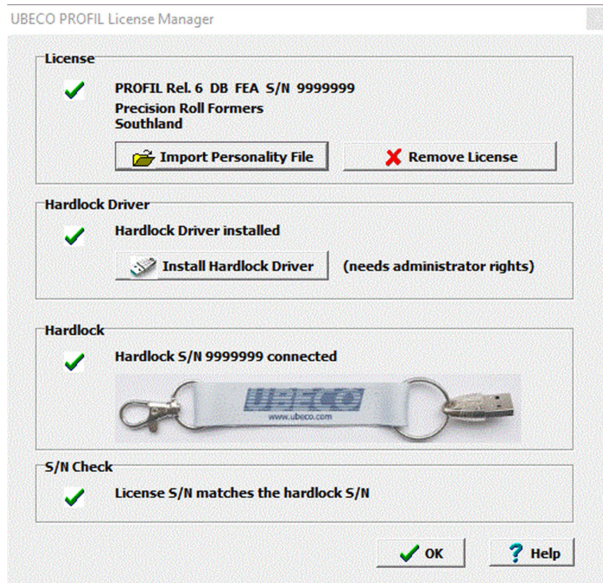 UBECO PROFIL License Manager
License
PROFIL Rel. 6 DB FEA S/N 9999999
Precision Roll Formers
Southland
Import Personality File
Remove License
Hardlock Driver
Hardlock Driver installed
Install Hardlock Driver
(needs administrator rights)
Hardlock
Hardlock S/N 9999999 connected
UBECO
www.ubeco.com
S/N Check
License S/N matches the hardlock S/N
OK
Help